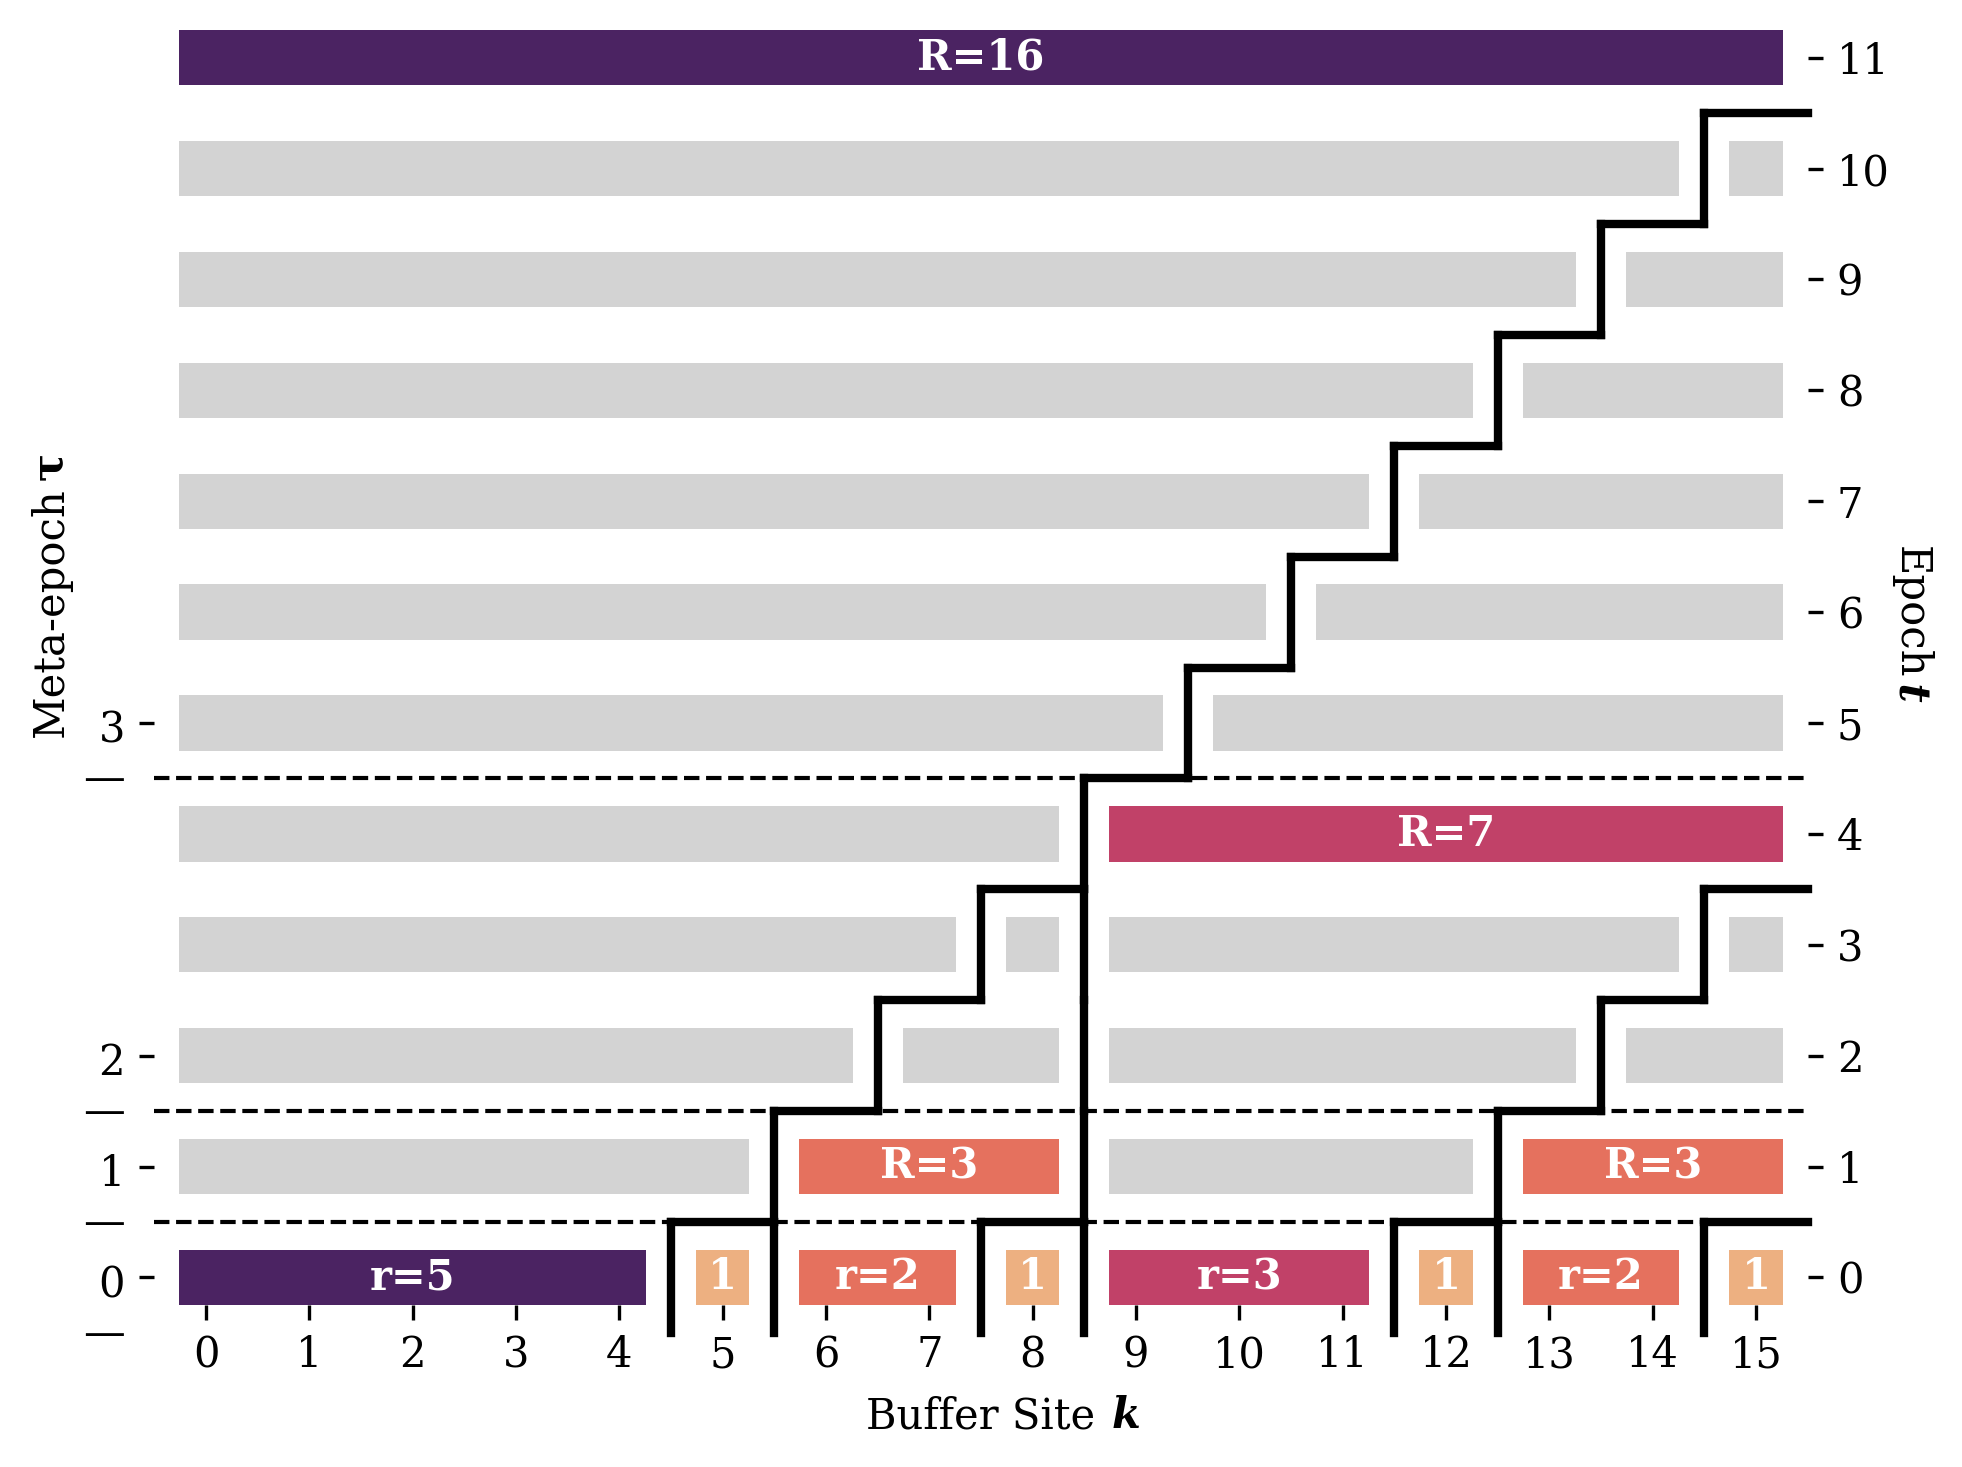 R=16
11
10
9
8
7
6
Meta-epoch τ
Epoch t
3
5
—
R=7
4
3
2
2
—
1
R=3
R=3
1
—
0
r=5
1
r=2
1
r=3
1
r=2
1
0
—
0 1 2 3 4 5 6 7 8 9 10 11 12 13 14 15
Buffer Site k